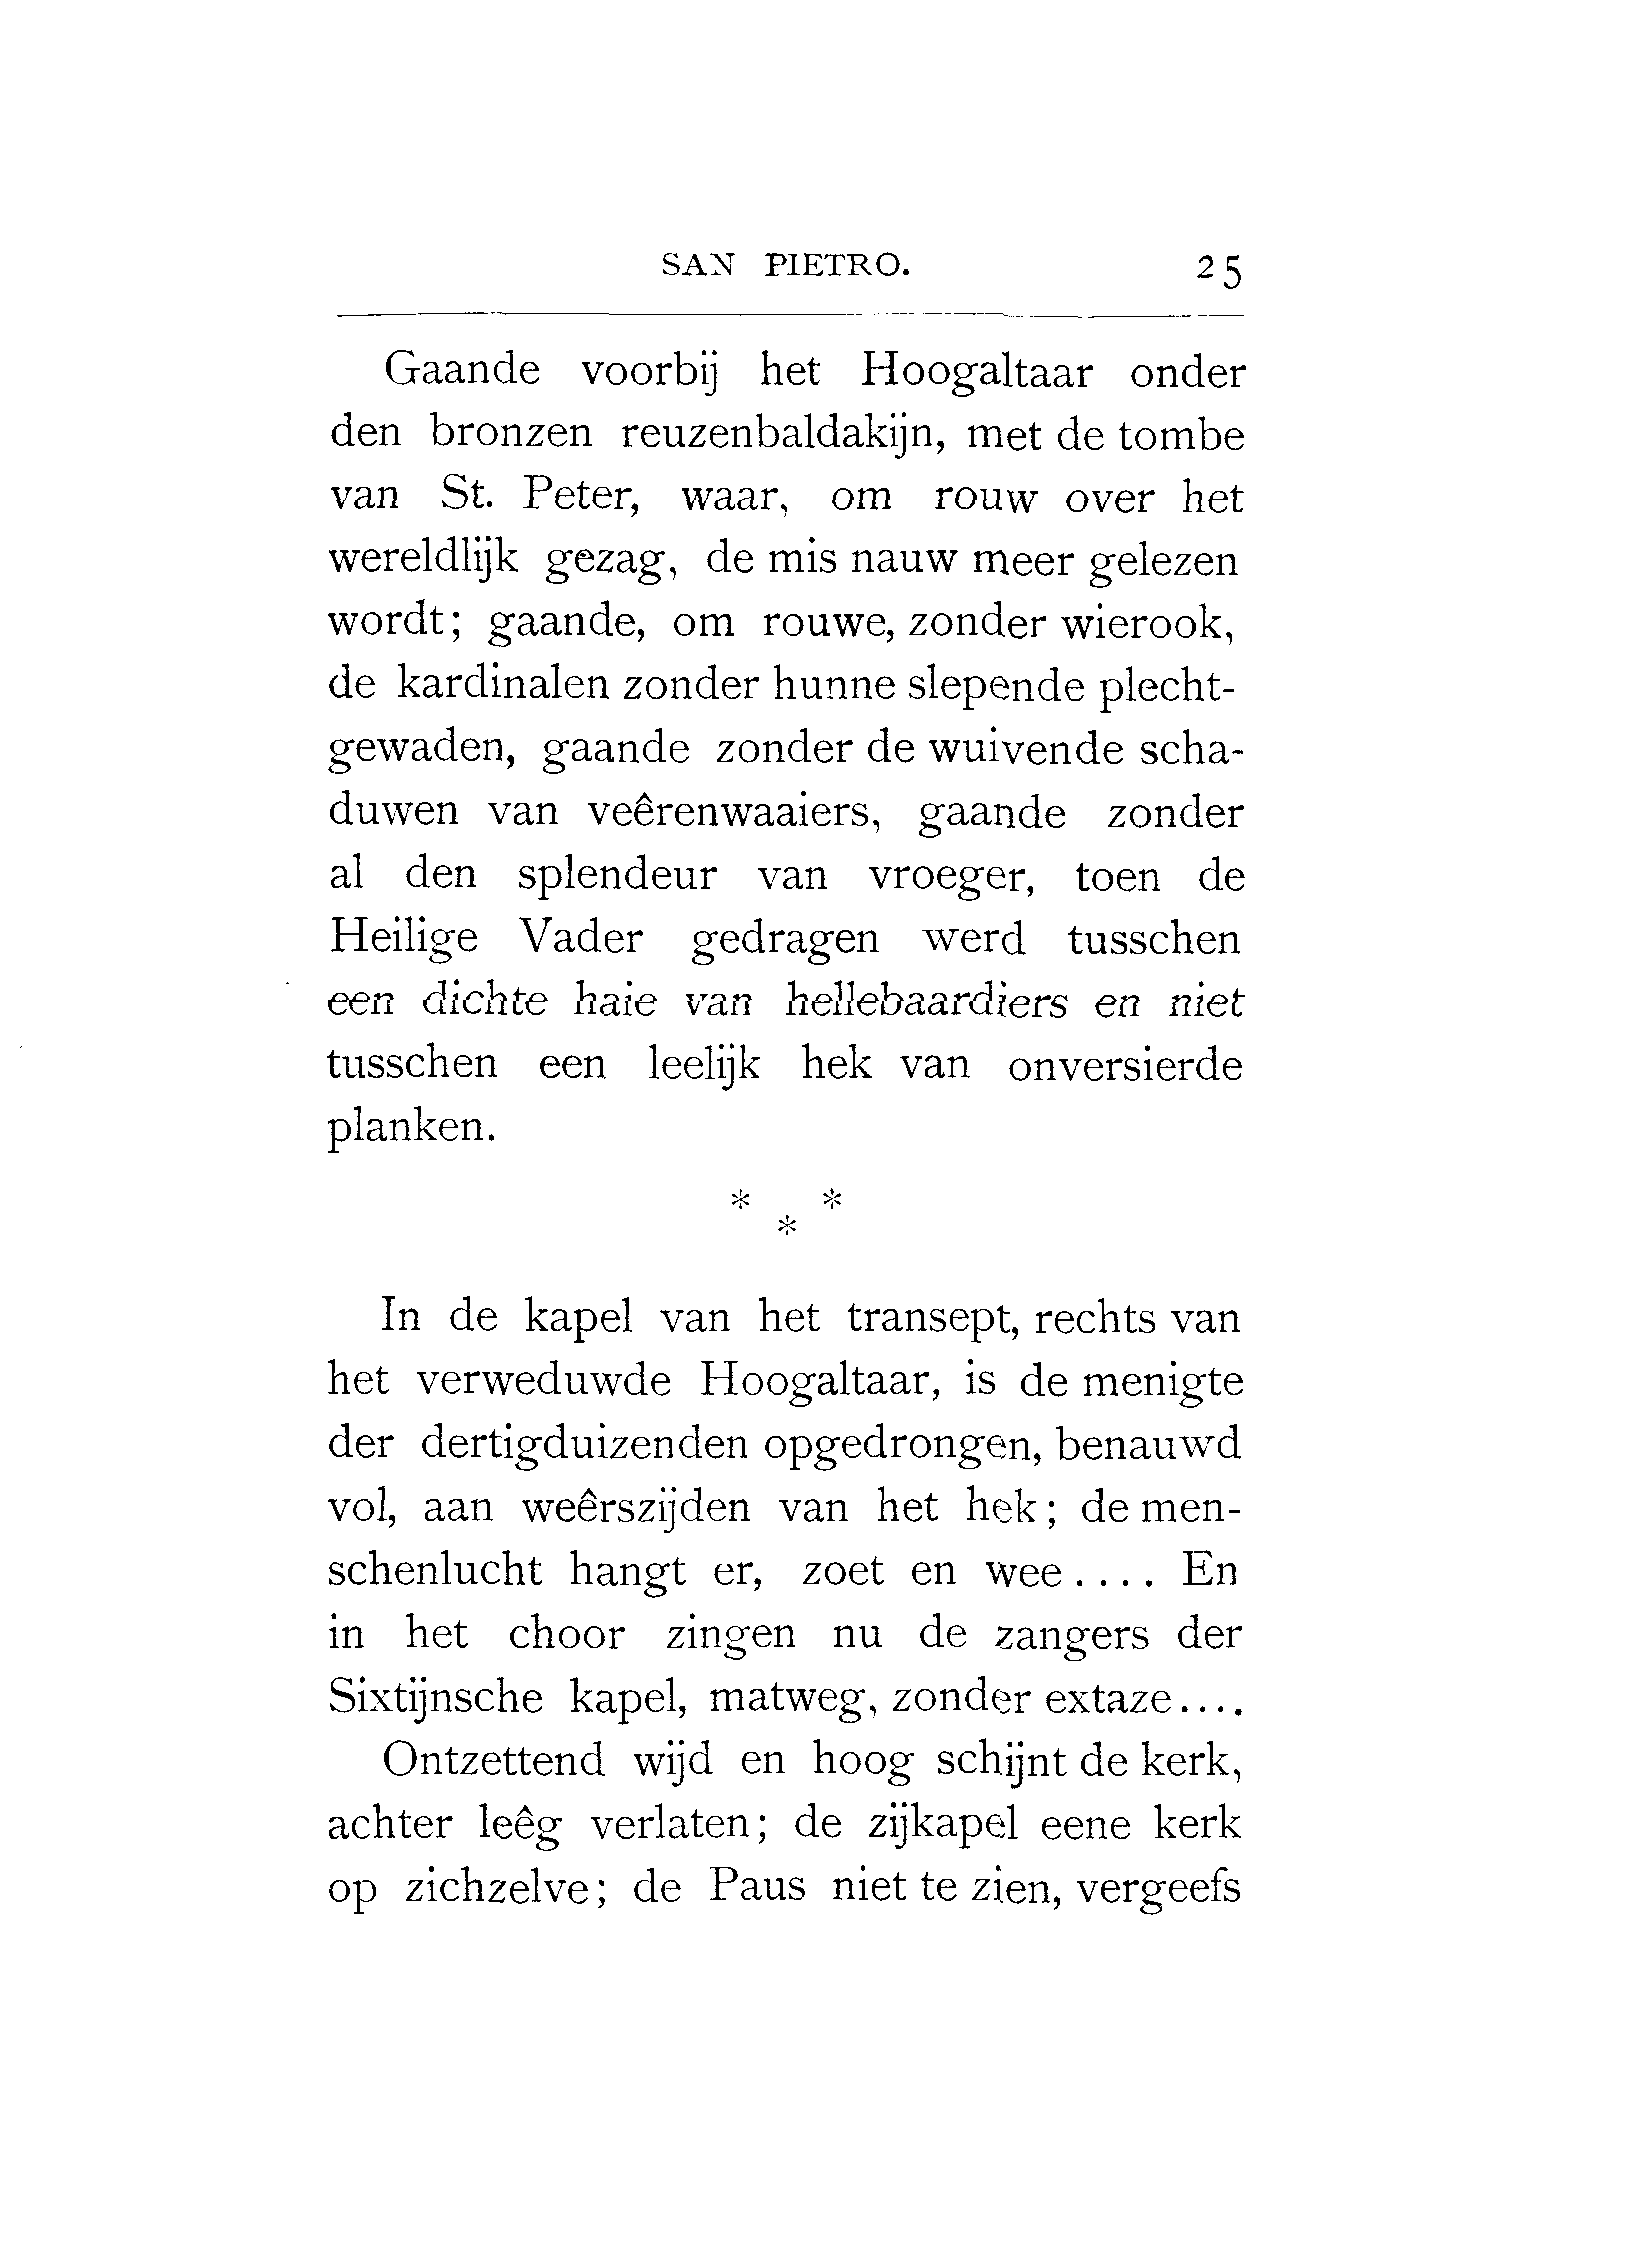 SAN PIETRO. 25
Gaande voorbij het Hoogaltaar onder
den bronzen reuzenbaldakijn, met de tombe
van St. Peter, waar, om rouw over het
wereldlijk gezag, de mis nauw meer gelezen
wordt; gaande, om rouwe, zonder wierook,
de kardinalen zonder hunne slepende plecht-
gewaden, gaande zonder de wuivende scha-
duwen van veêrenwaaiers, gaande zonder
al den splendeur van vroeger, toen de
Heilige Vader gedragen werd tusschen
een dichte haie van hellebaardiers en niet
tusschen een leelijk hek van onversierde
planken.
* * *
In de kapel van het transept, rechts van
het verweduwde Hoogaltaar, is de menigte
der dertigduizenden opgedrongen, benauwd
vol, aan weêrszijden van het hek; de men-
schenlucht hangt er, zoet en wee.... En
in het choor zingen nu de zangers der
Sixtijnsche kapel, matweg, zonder extaze....
Ontzettend wijd en hoog schijnt de kerk,
achter leêg verlaten; de zijkapel eene kerk
op zichzelve; de Paus niet te zien, vergeefs